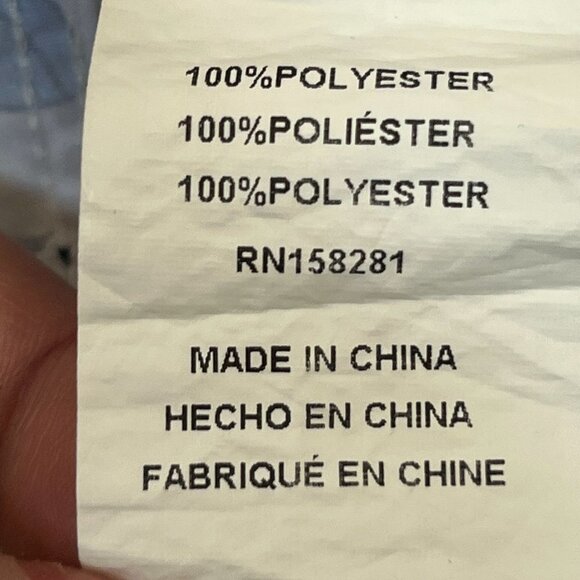 100%POLYESTER
100%POLIÉSTER
100%POLYESTER
RN158281
MADE IN CHINA
HECHO EN CHINA
FABRIQUÉ EN CHINE